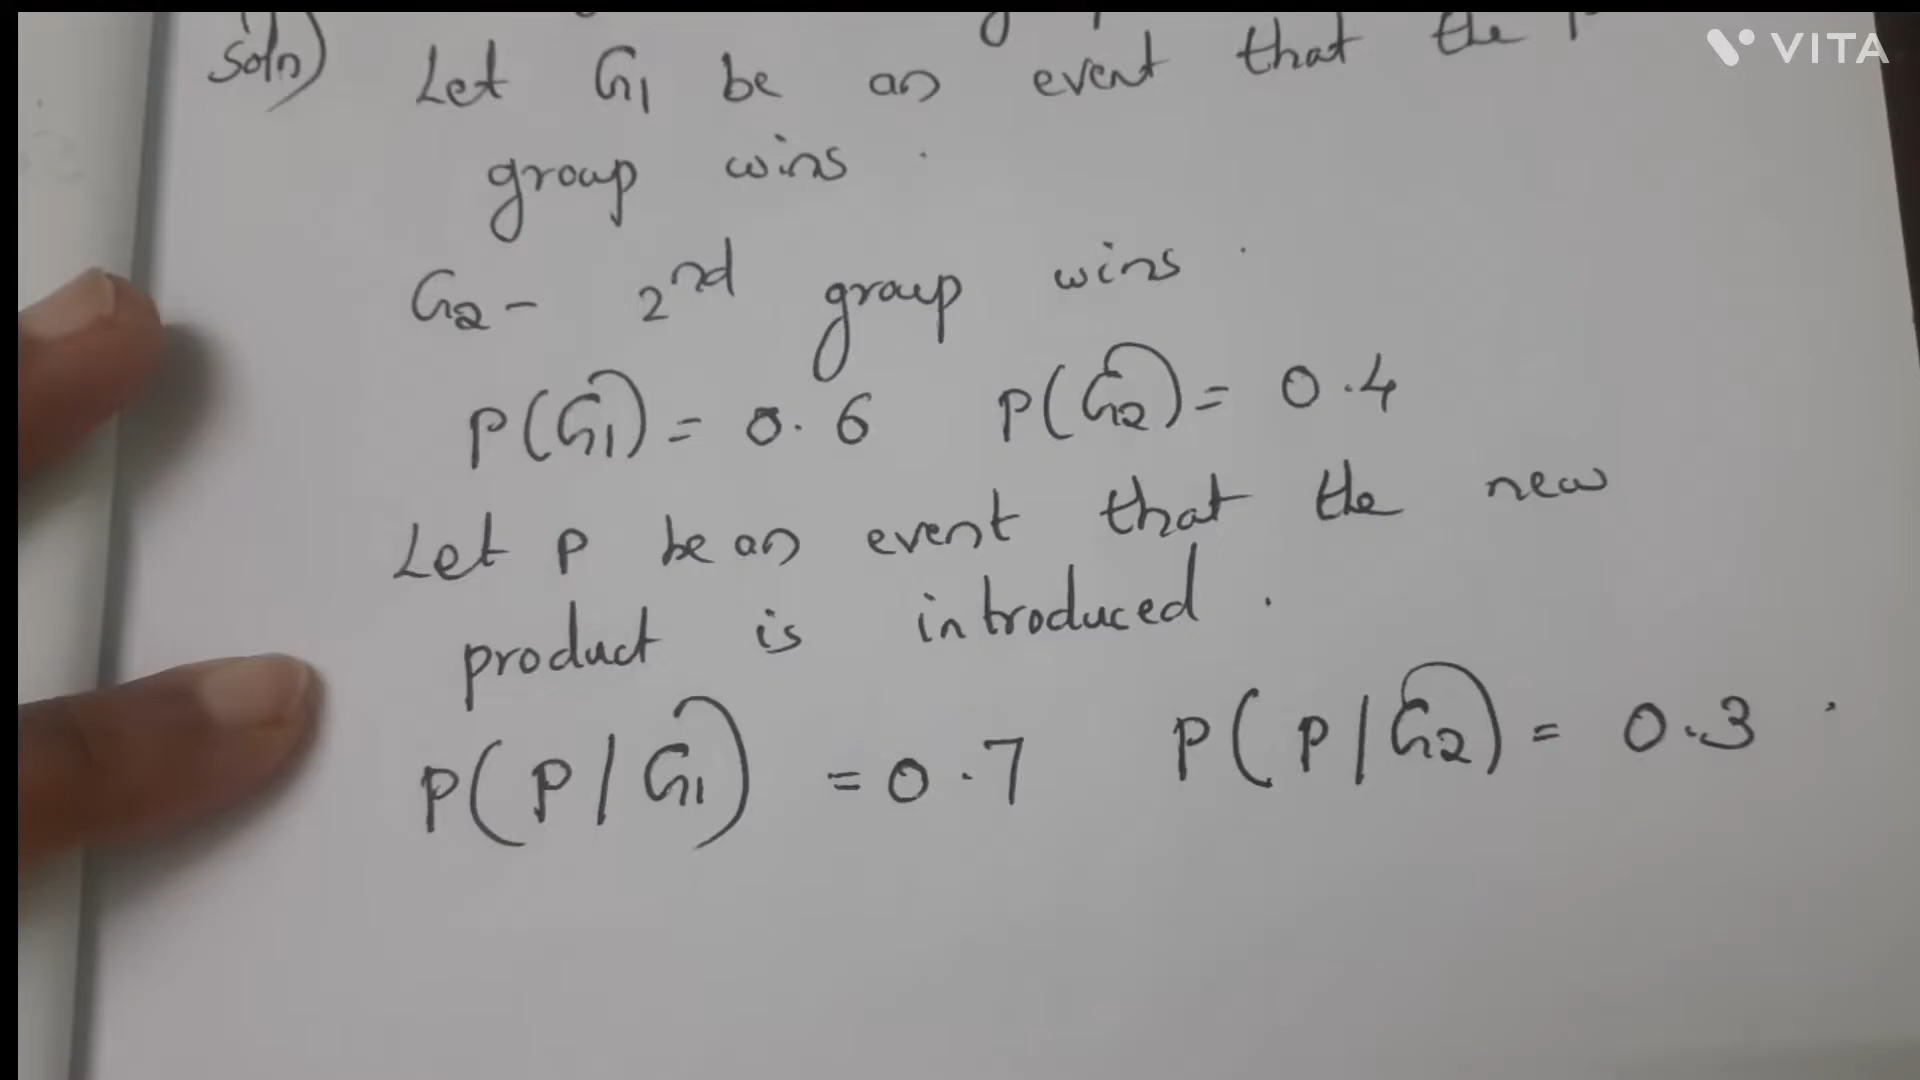 Soln) Let G1 be an event that the
group wins.
G2 - 2nd group wins.
P(G1) = 0.6 P(G2) = 0.4
Let P be an event that the new
product is introduced.
P(P/G1) = 0.7 P(P/G2) = 0.3.
VITA